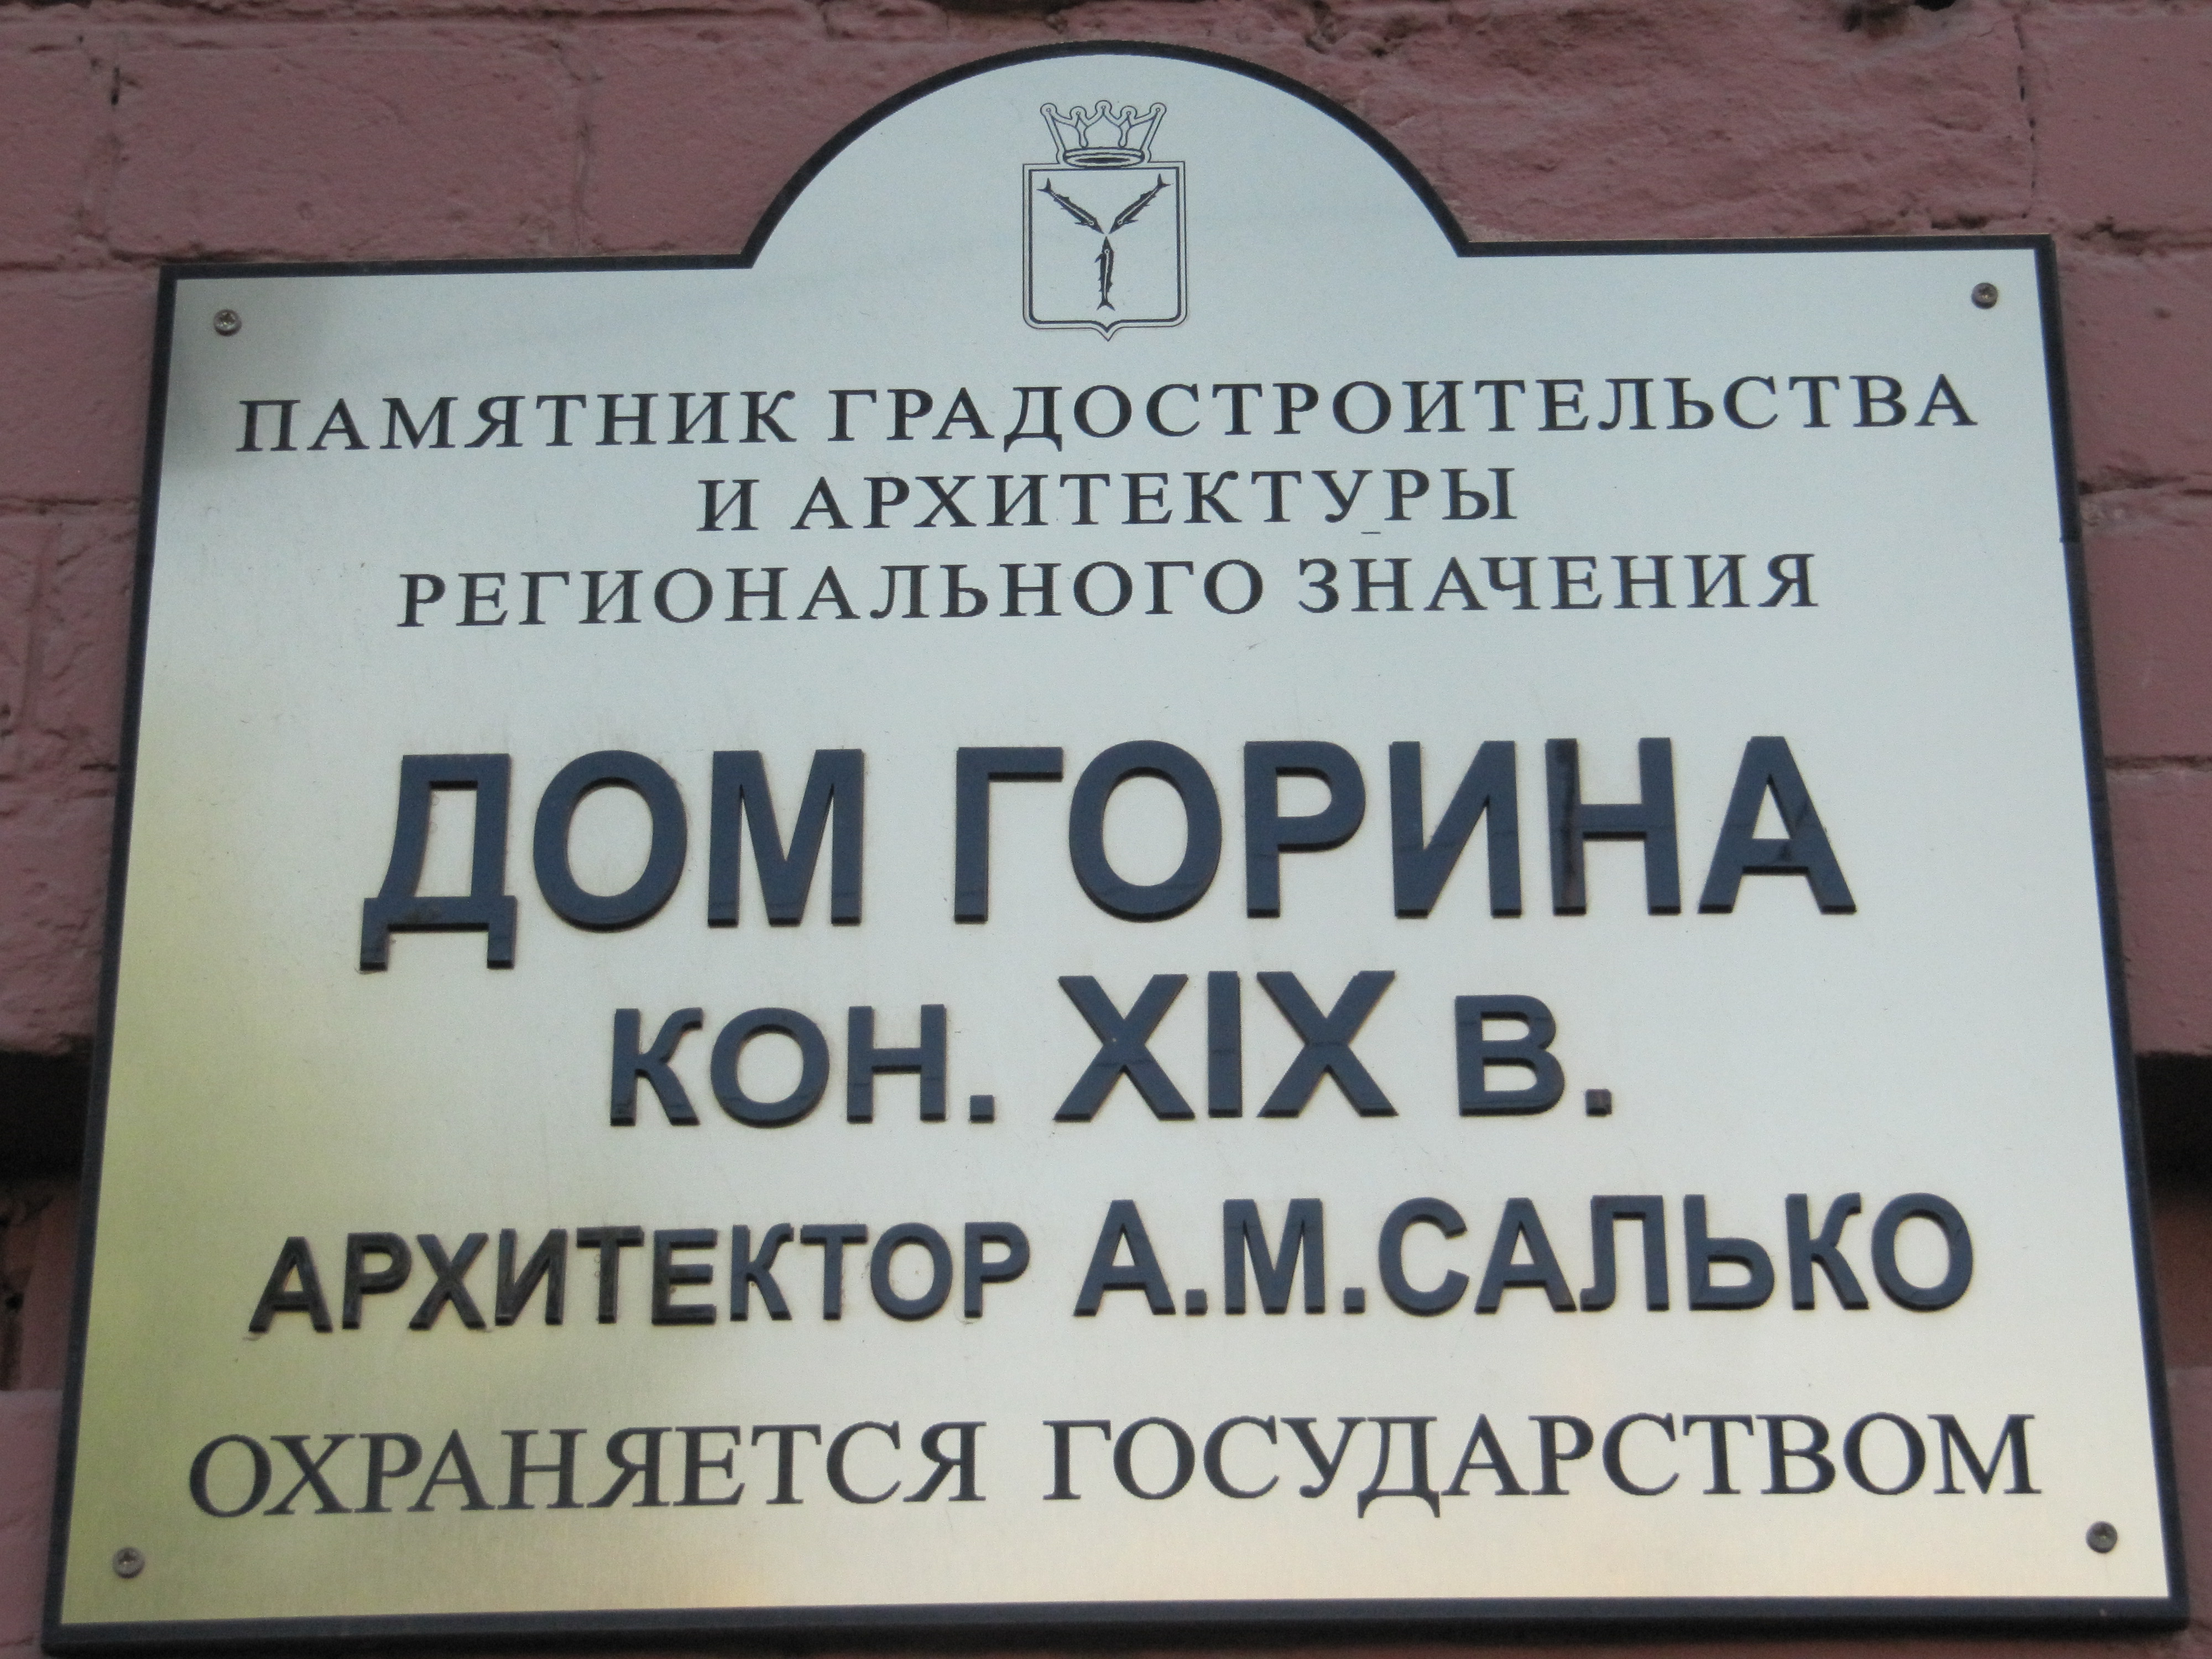 ПАМЯТНИК ГРАДОСТРОИТЕЛЬСТВА
И АРХИТЕКТУРЫ
РЕГИОНАЛЬНОГО ЗНАЧЕНИЯ
ДОМ ГОРИНА
КОН. XIX В.
АРХИТЕКТОР А.М.САЛЬКО
ОХРАНЯЕТСЯ ГОСУДАРСТВОМ